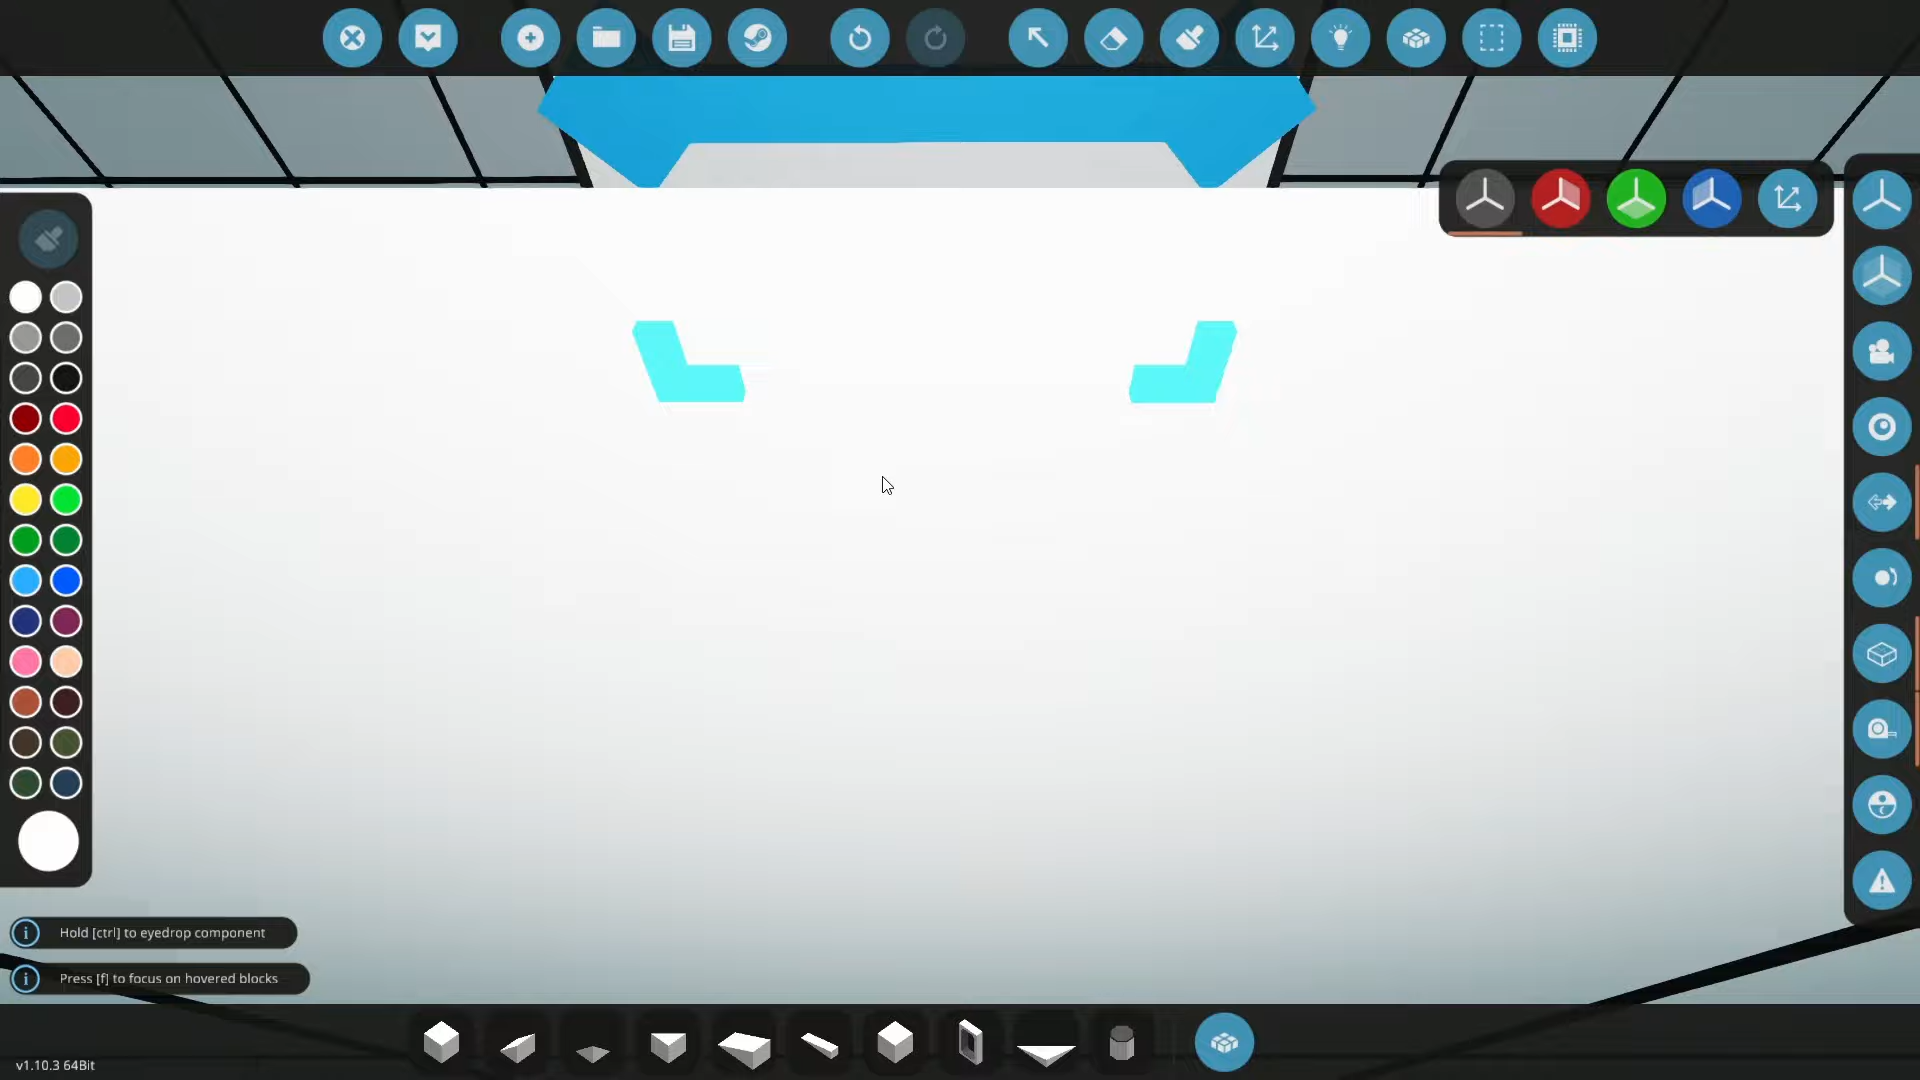 Hold [ctrl] to eyedrop component
Press [f] to focus on hovered blocks
v1.10.3 64Bit